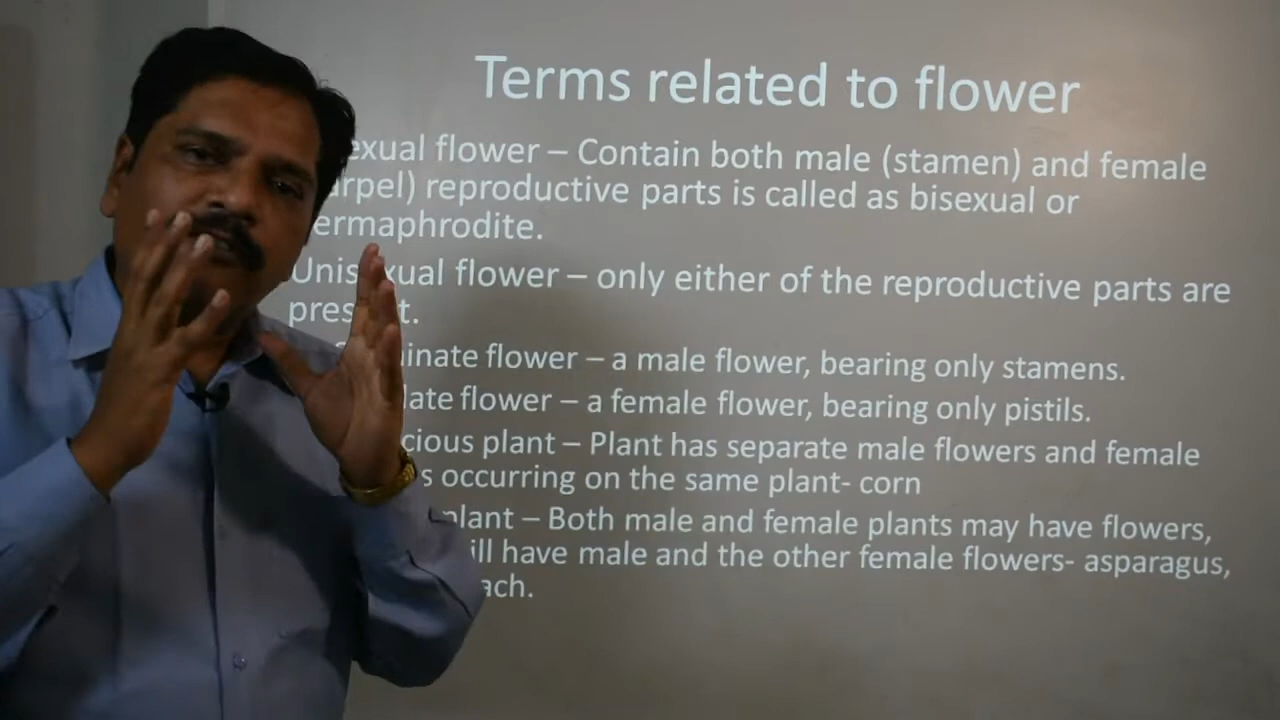 Terms related to flower
exual flower – Contain both male (stamen) and female
rpel) reproductive parts is called as bisexual or
ermaphrodite.
Unisexual flower – only either of the reproductive parts are
present.
inate flower – a male flower, bearing only stamens.
late flower – a female flower, bearing only pistils.
cious plant – Plant has separate male flowers and female
s occurring on the same plant- corn
plant – Both male and female plants may have flowers,
ill have male and the other female flowers- asparagus,
ach.